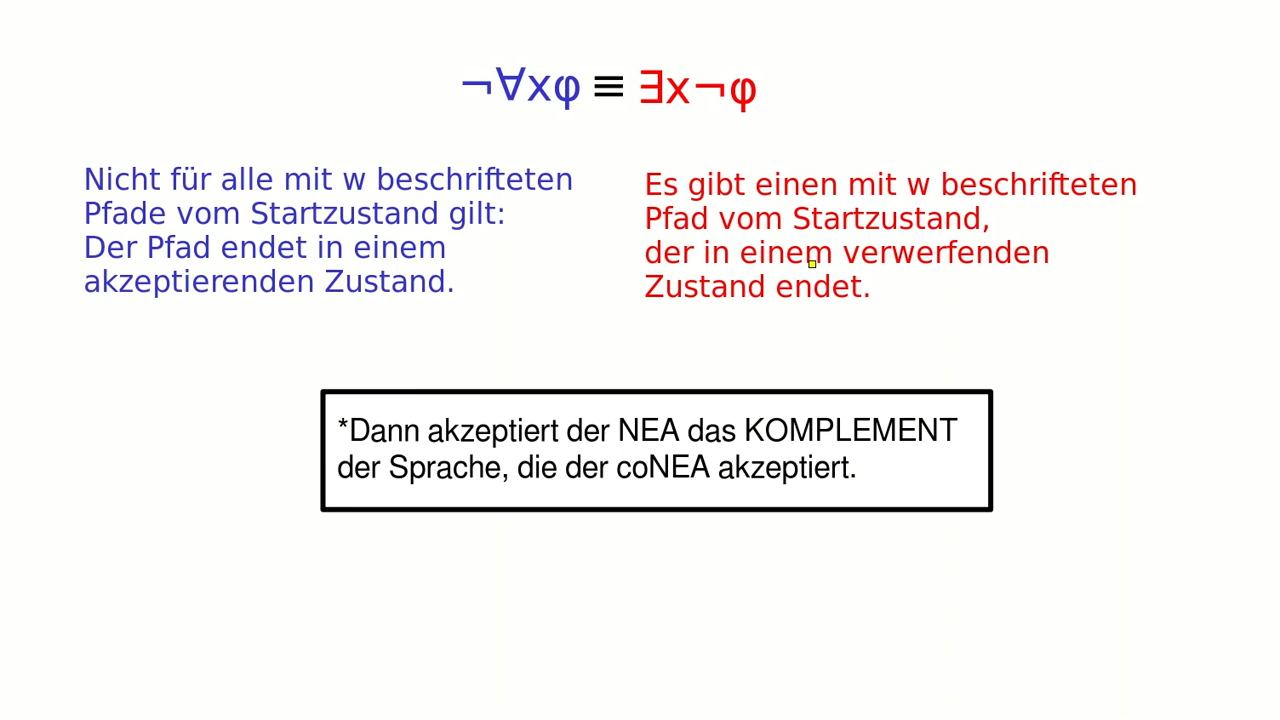 ¬∀xφ ≡ ∃x¬φ
Nicht für alle mit w beschrifteten
Pfade vom Startzustand gilt:
Der Pfad endet in einem
akzeptierenden Zustand.
Es gibt einen mit w beschrifteten
Pfad vom Startzustand,
der in einem verwerfenden
Zustand endet.
*Dann akzeptiert der NEA das KOMPLEMENT
der Sprache, die der coNEA akzeptiert.